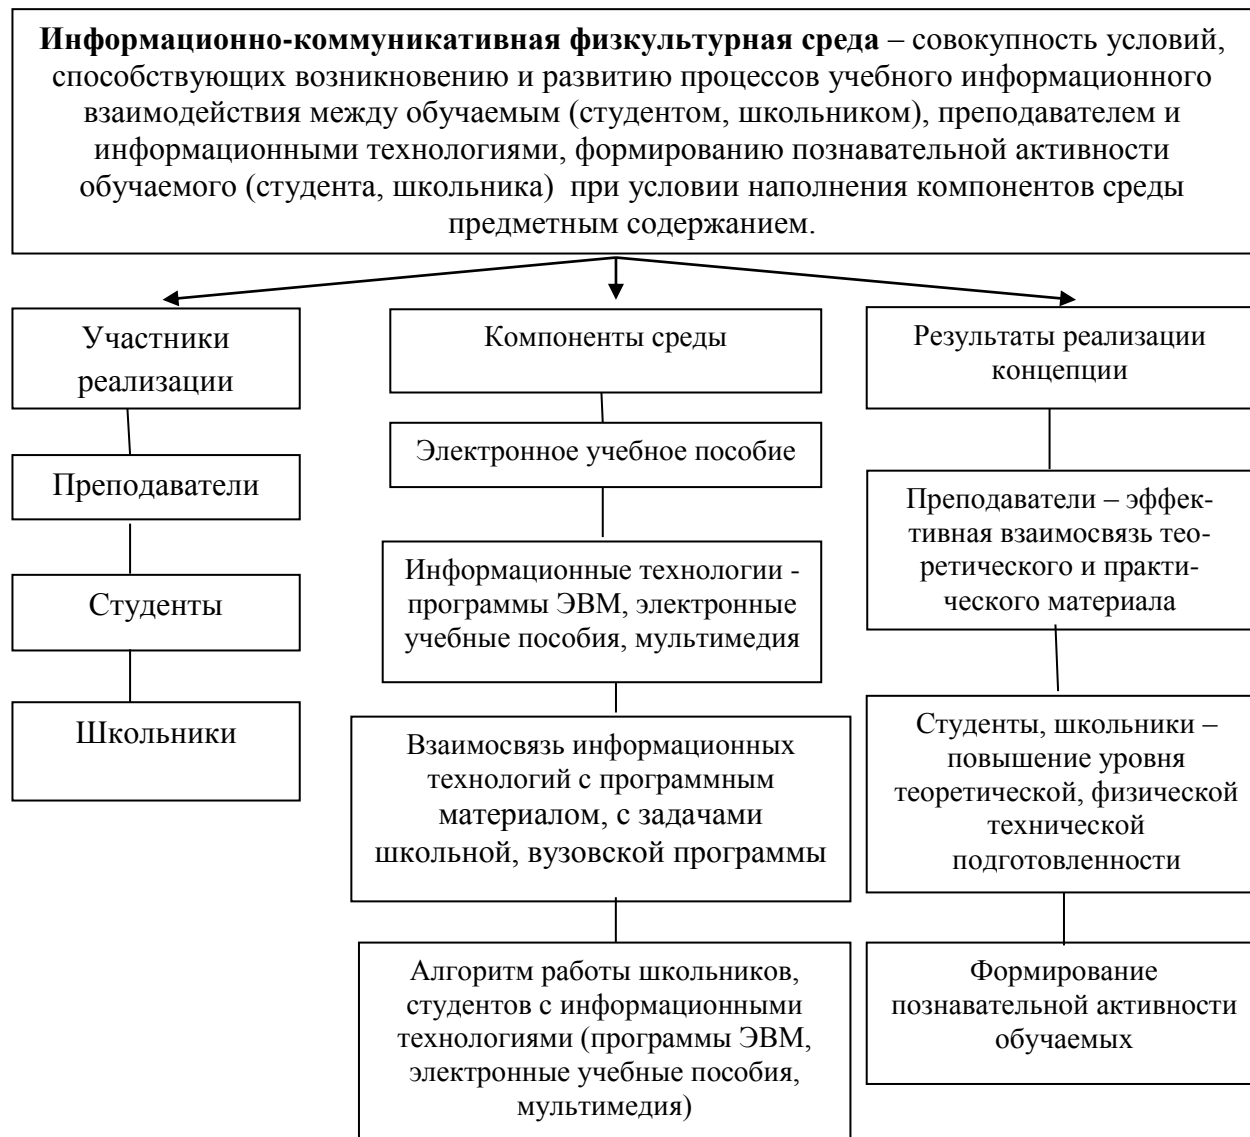 Информационно-коммуникативная физкультурная среда – совокупность условий,
способствующих возникновению и развитию процессов учебного информационного
взаимодействия между обучаемым (студентом, школьником), преподавателем и
информационными технологиями, формированию познавательной активности
обучаемого (студента, школьника) при условии наполнения компонентов среды
предметным содержанием.
Участники
реализации
Преподаватели
Студенты
Школьники
Компоненты среды
Электронное учебное пособие
Информационные технологии -
программы ЭВМ, электронные
учебные пособия, мультимедия
Взаимосвязь информационных
технологий с программным
материалом, с задачами
школьной, вузовской программы
Алгоритм работы школьников,
студентов с информационными
технологиями (программы ЭВМ,
электронные учебные пособия,
мультимедия)
Результаты реализации
концепции
Преподаватели – эффек-
тивная взаимосвязь тео-
ретического и практи-
ческого материала
Студенты, школьники –
повышение уровня
теоретической, физической
технической
подготовленности
Формирование
познавательной активности
обучаемых